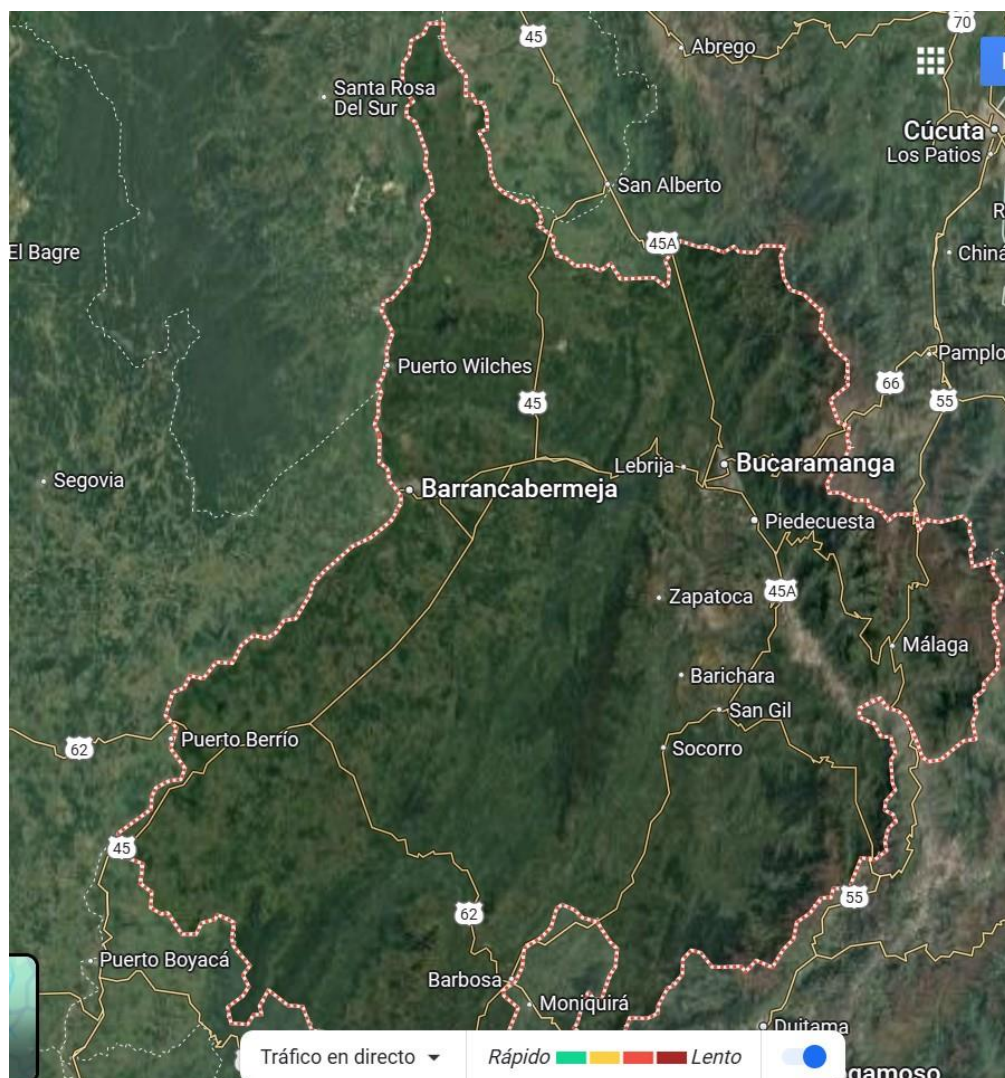 70
45
Abrego
Santa Rosa
Del Sur
Cúcuta
Los Patios
San Alberto
45A
El Bagre
Puerto Wilches
Pamplo
66
45
55
Segovia
Lebrija
Bucaramanga
Barrancabermeja
Piedecuesta
45A
Zapatoca
Málaga
Barichara
San Gil
62
Puerto Berrío
Socorro
45
55
62
Puerto Boyacá
Barbosa
Moniquirá
Duitama
Tráfico en directo
Rápido
Lento